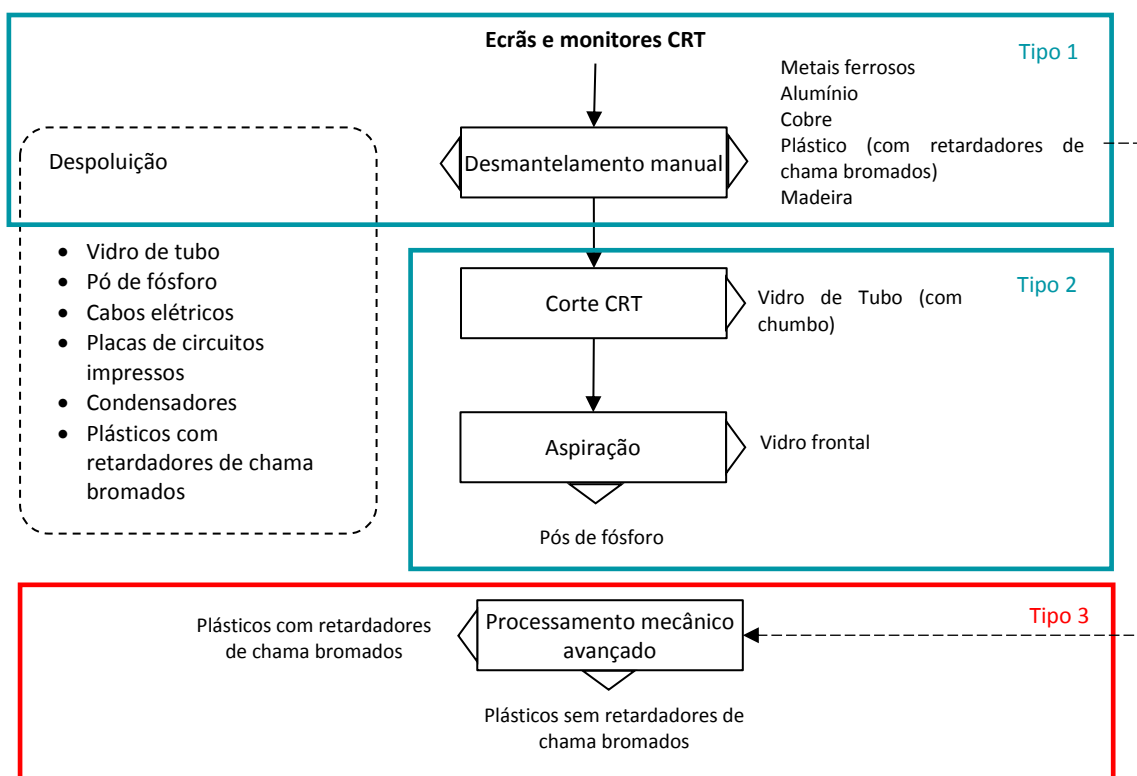 Ecrãs e monitores CRT
Tipo 1
Metais ferrosos
Alumínio
Cobre
Plástico (com retardadores de
chama bromados)
Madeira
Desmantelamento manual
Despoluição
• Vidro de tubo
• Pó de fósforo
• Cabos elétricos
• Placas de circuitos
impressos
• Condensadores
• Plásticos com
retardadores de chama
bromados
Tipo 2
Corte CRT
Vidro de Tubo (com
chumbo)
Aspiração
Vidro frontal
Pós de fósforo
Tipo 3
Processamento mecânico
avançado
Plásticos com retardadores
de chama bromados
Plásticos sem retardadores de
chama bromados